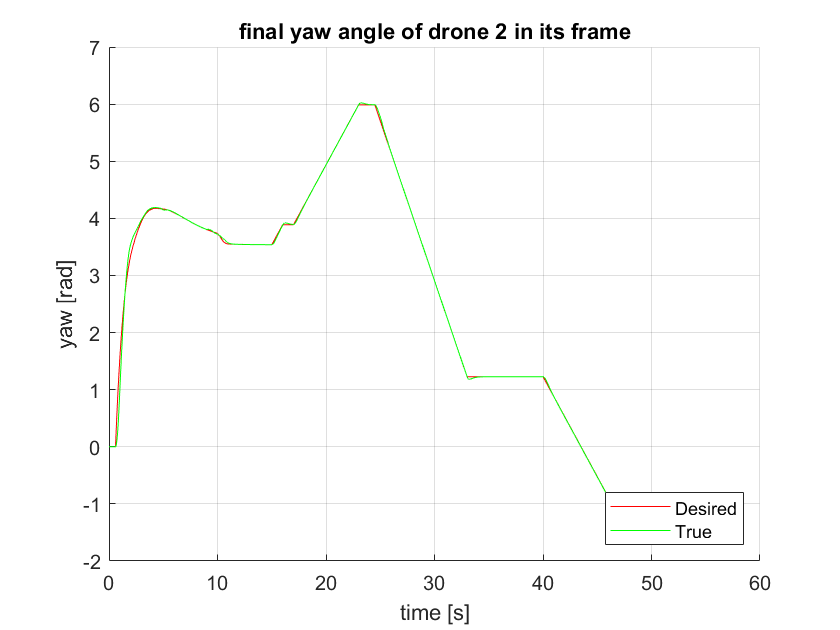 final yaw angle of drone 2 in its frame
7
6
5
4
3
2
1
0
-1
-2
yaw [rad]
0 10 20 30 40 50 60
time [s]
Desired
True